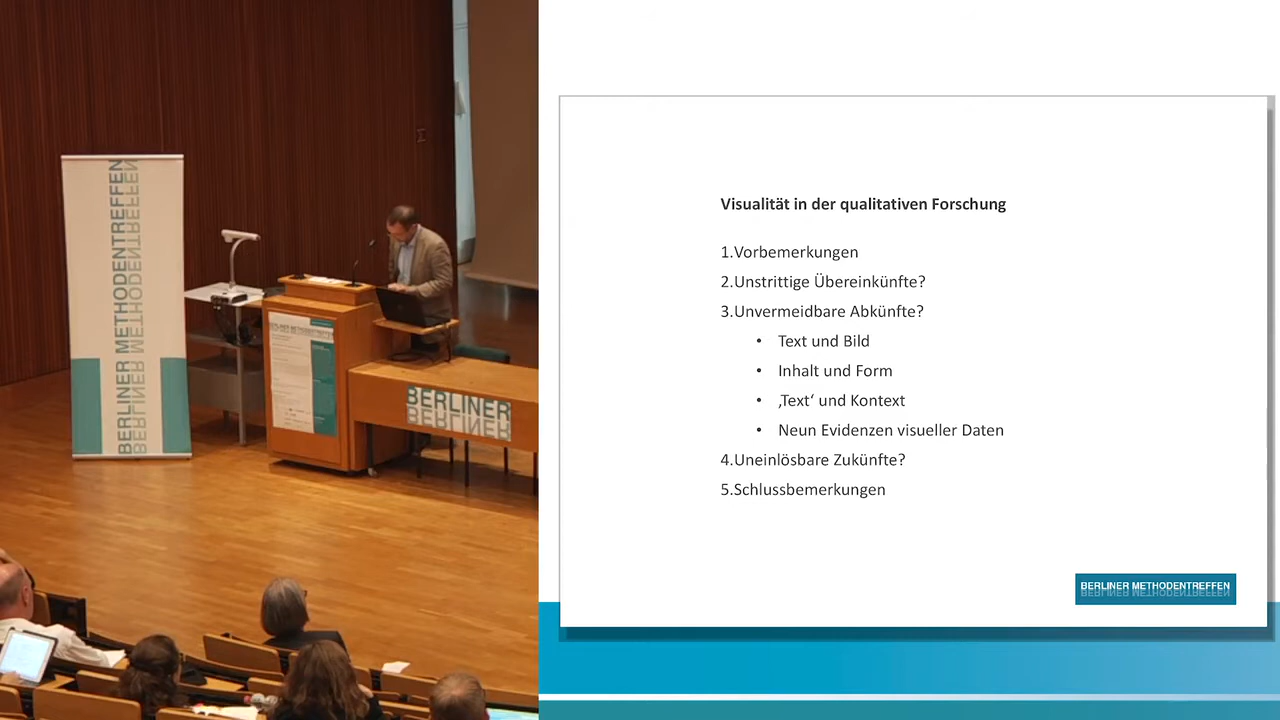 BERLINER METHODENTREFFEN
BERLINER
Visualität in der qualitativen Forschung
1.Vorbemerkungen
2.Unstrittige Übereinkünfte?
3.Unvermeidbare Abkünfte?
• Text und Bild
• Inhalt und Form
• ‚Text‘ und Kontext
• Neun Evidenzen visueller Daten
4.Uneinlösbare Zukünfte?
5.Schlussbemerkungen
BERLINER METHODENTREFFEN